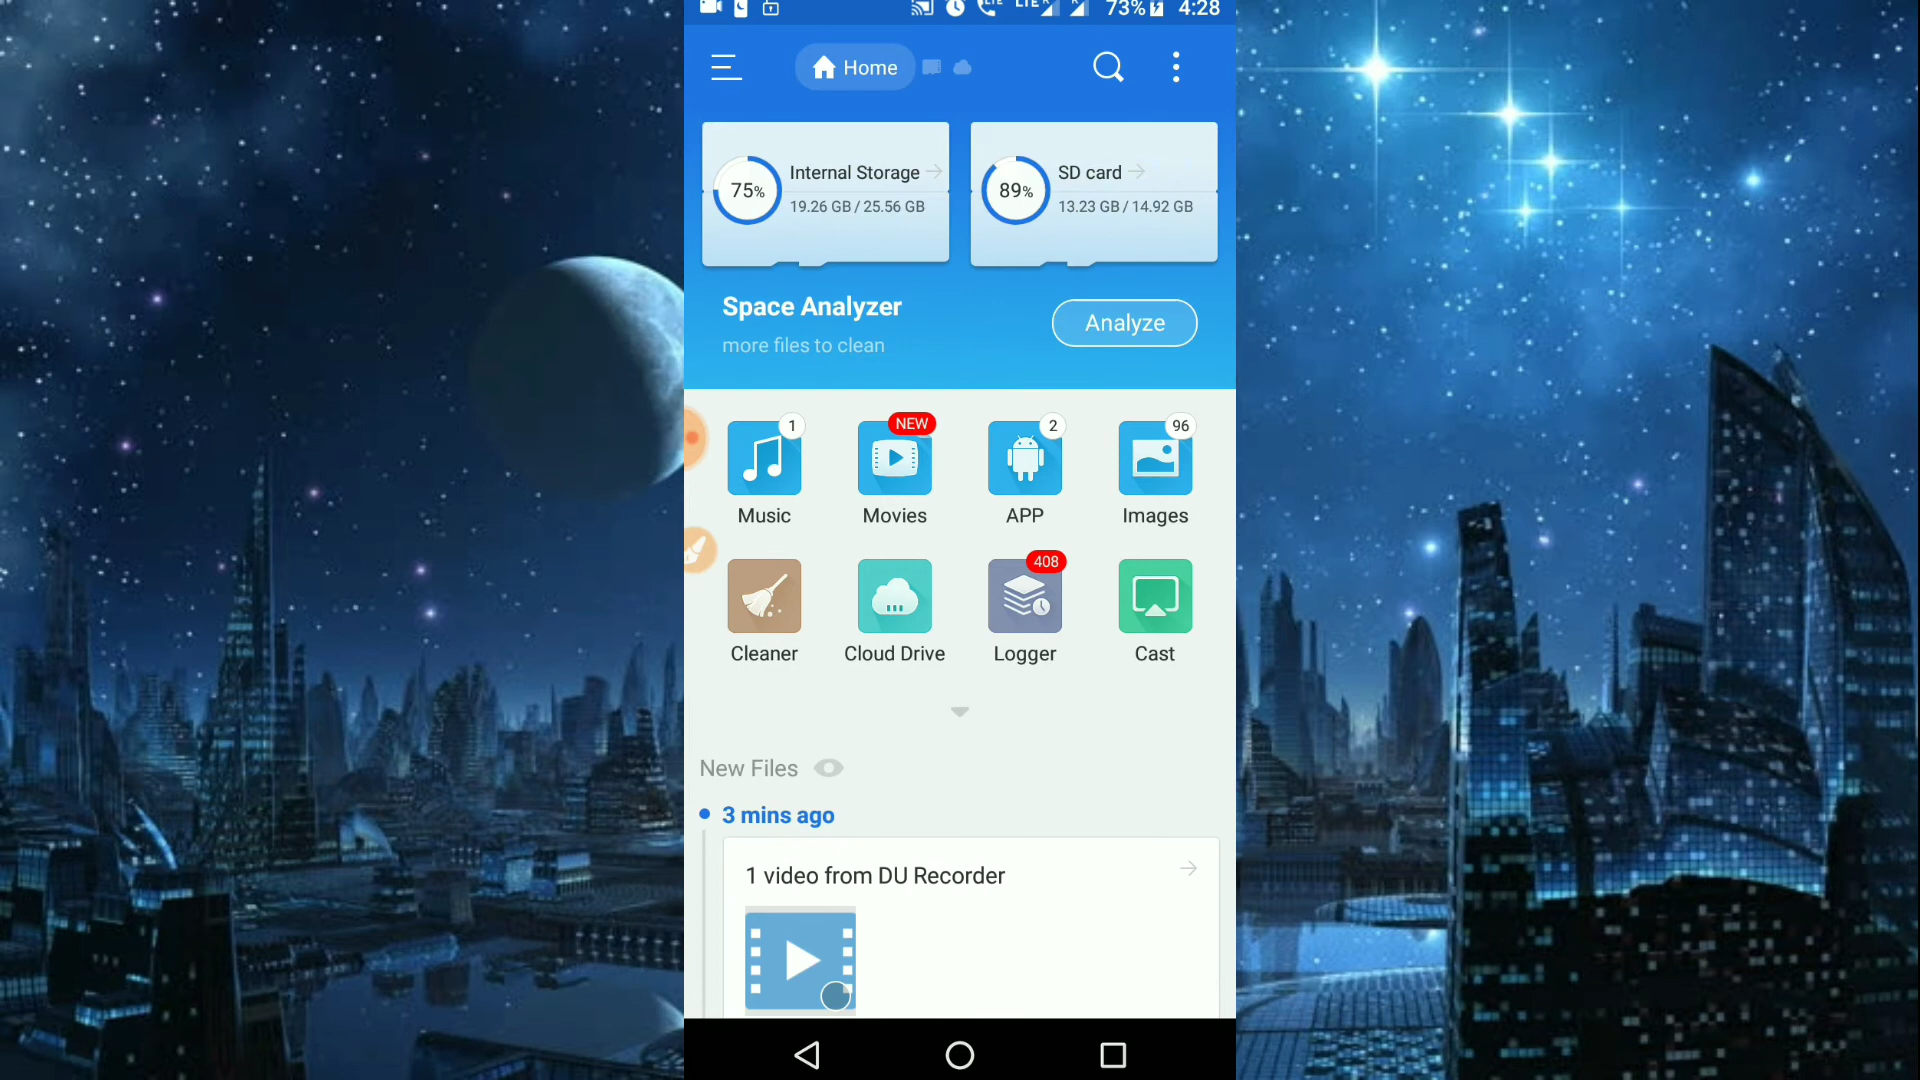 LTE LTE R R 73% 4:28
Home
75% Internal Storage
19.26 GB / 25.56 GB
89% SD card
13.23 GB / 14.92 GB
Space Analyzer
more files to clean
Analyze
1 NEW 2 96
Music Movies APP Images
408
Cleaner Cloud Drive Logger Cast
New Files
3 mins ago
1 video from DU Recorder